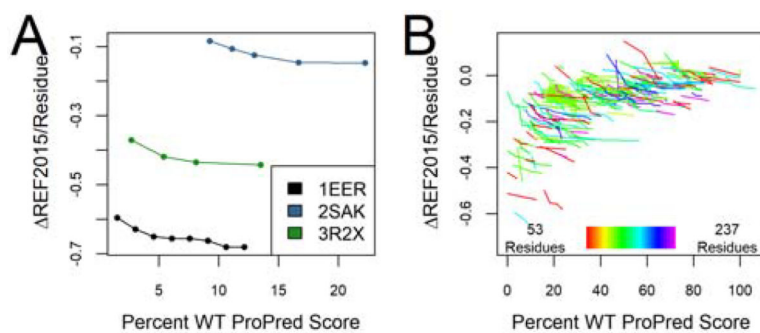 A
ΔREF2015/Residue
-0.1
-0.3
-0.5
-0.7
1EER
2SAK
3R2X
5 10 15 20
Percent WT ProPred Score
B
ΔREF2015/Residue
0.0
-0.2
-0.4
-0.6
53
Residues
237
Residues
0 20 40 60 80 100
Percent WT ProPred Score